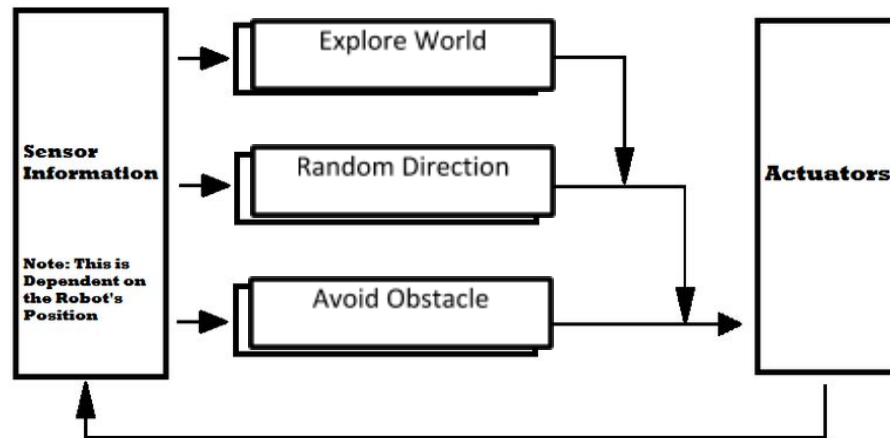 Explore World
Sensor
Information
Random Direction
Actuators
Note: This is
Dependent on
the Robot's
Position
Avoid Obstacle